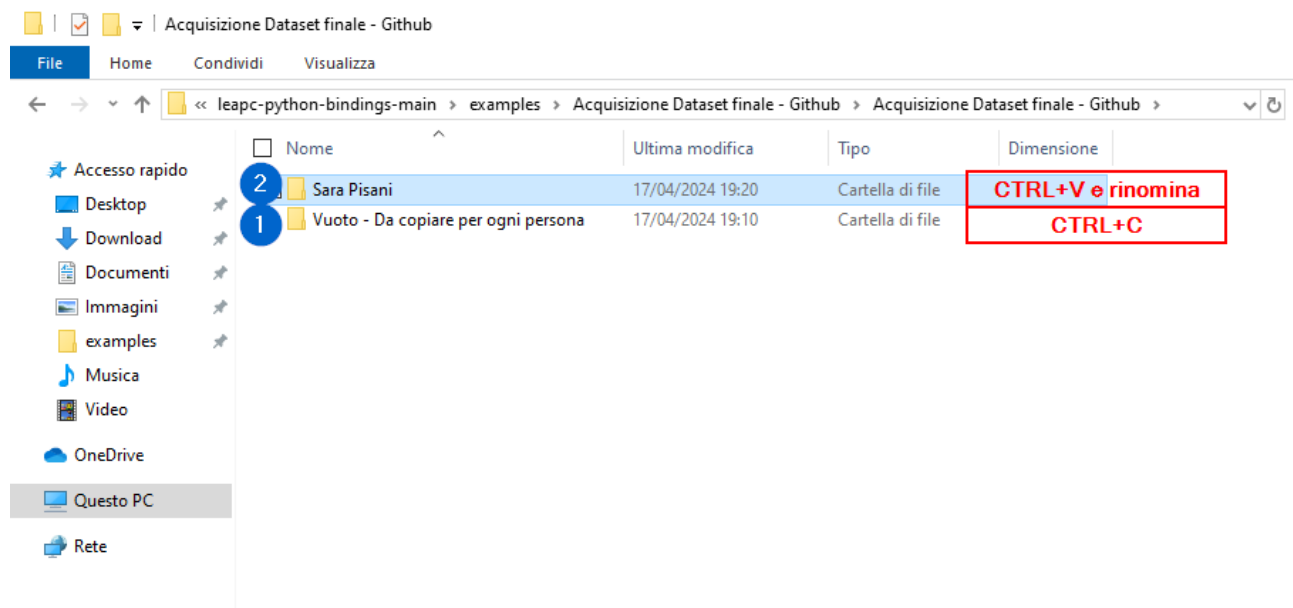 Acquisizione Dataset finale - Github
File Home Condividi Visualizza
« leapc-python-bindings-main > examples > Acquisizione Dataset finale - Github > Acquisizione Dataset finale - Github >
Nome Ultima modifica Tipo Dimensione
Accesso rapido
Desktop
Download
Documenti
Immagini
examples
Musica
Video
OneDrive
Questo PC
Rete
2 Sara Pisani 17/04/2024 19:20 Cartella di file CTRL+V e rinomina
1 Vuoto - Da copiare per ogni persona 17/04/2024 19:10 Cartella di file CTRL+C